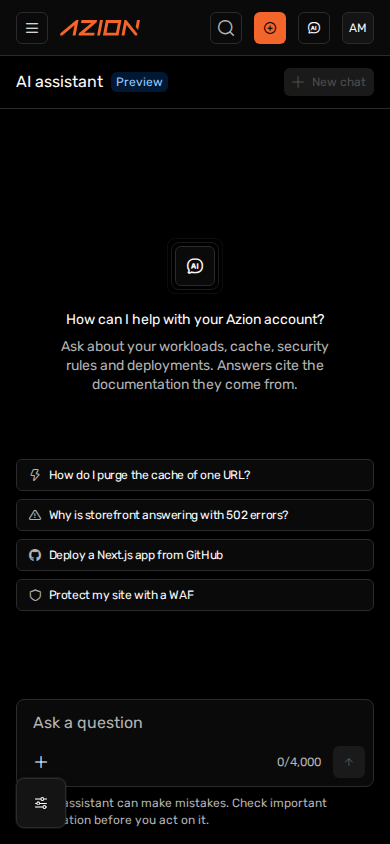 AZION
AM
AI assistant
Preview
New chat
AI
How can I help with your Azion account?
Ask about your workloads, cache, security
rules and deployments. Answers cite the
documentation they come from.
How do I purge the cache of one URL?
Why is storefront answering with 502 errors?
Deploy a Next.js app from GitHub
Protect my site with a WAF
Ask a question
0/4,000
assistant can make mistakes. Check important
before you act on it.